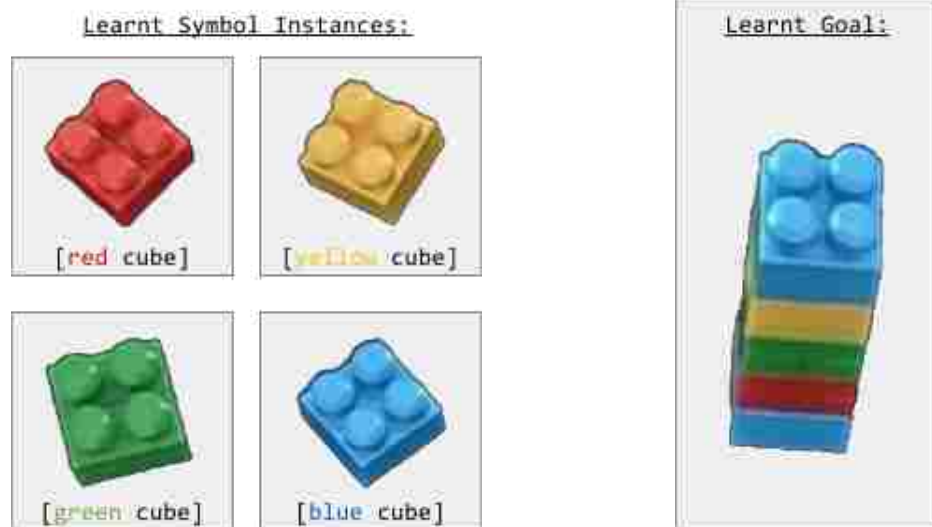 Learnt Symbol Instances:
Learnt Goal:
[red cube]
[yellow cube]
[green cube]
[blue cube]